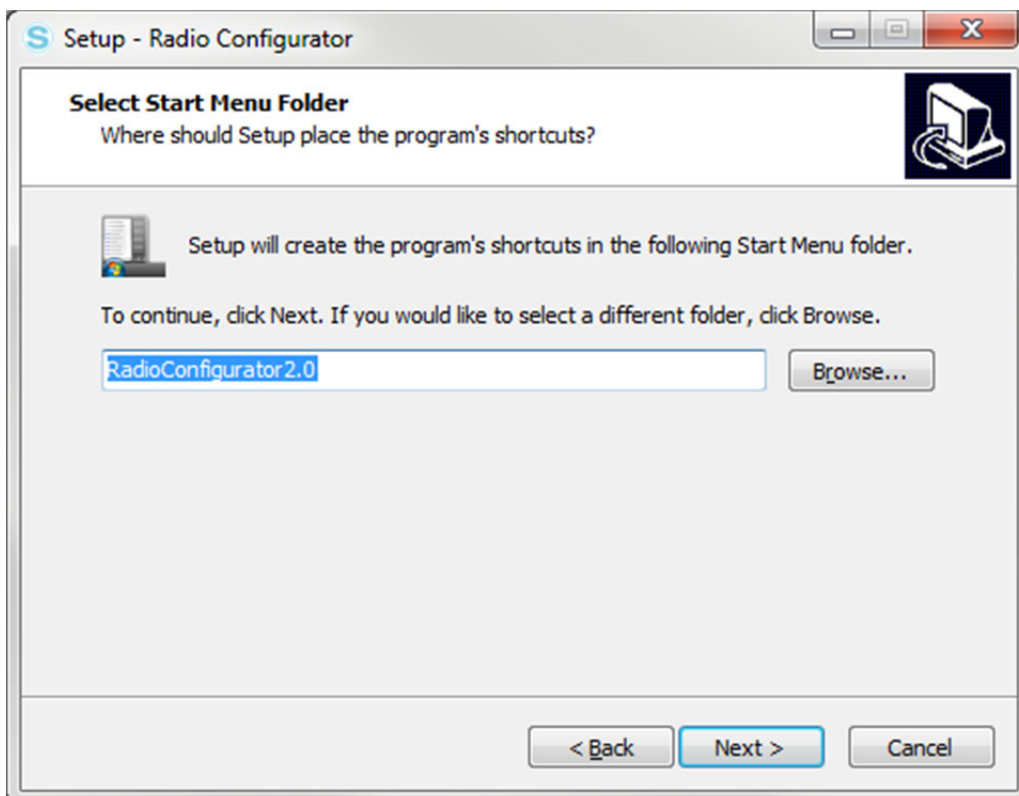 S Setup - Radio Configurator
Select Start Menu Folder
Where should Setup place the program's shortcuts?
Setup will create the program's shortcuts in the following Start Menu folder.
To continue, click Next. If you would like to select a different folder, click Browse.
RadioConfigurator2.0
Browse...
< Back
Next >
Cancel